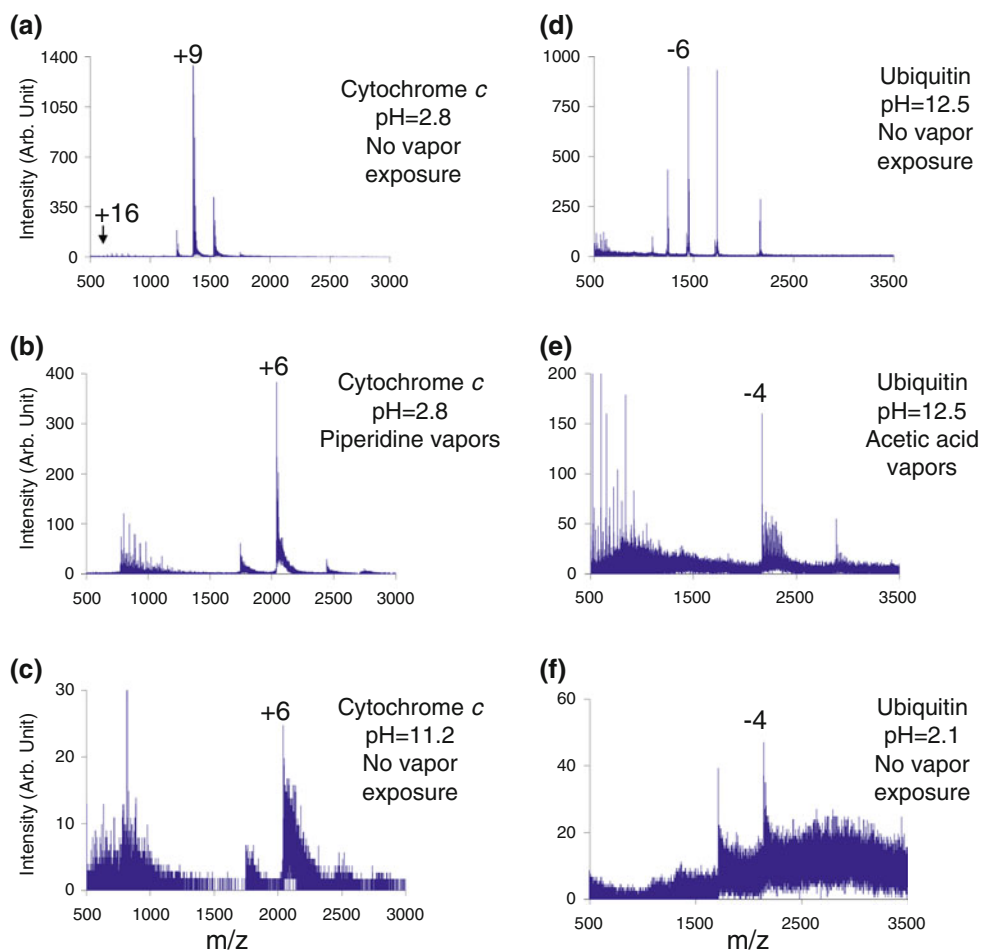 (a)
1400
1050
700
350
0
Intensity (Arb. Unit)
+9
+16
Cytochrome c
pH=2.8
No vapor
exposure
500 1000 1500 2000 2500 3000
(d)
1000
750
500
250
0
-6
Ubiquitin
pH=12.5
No vapor
exposure
500 1500 2500 3500
(b)
400
300
200
100
0
Intensity (Arb. Unit)
+6
Cytochrome c
pH=2.8
Piperidine vapors
500 1000 1500 2000 2500 3000
(e)
200
150
100
50
0
-4
Ubiquitin
pH=12.5
Acetic acid
vapors
500 1500 2500 3500
(c)
30
20
10
0
Intensity (Arb. Unit)
+6
Cytochrome c
pH=11.2
No vapor
exposure
500 1000 1500 2000 2500 3000
m/z
(f)
60
40
20
0
-4
Ubiquitin
pH=2.1
No vapor
exposure
500 1500 2500 3500
m/z